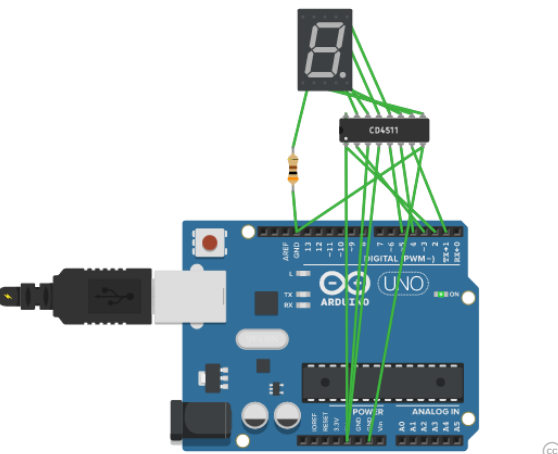 CD4511
AREF
GND
13
12
~11
~10
~9
8
7
~6
~5
4
~3
2
TX→1
RX←0
DIGITAL (PWM~)
L
TX
RX
ARDUINO
UNO
ON
POWER
ANALOG IN
IOREF
RESET
3.3V
GND
GND
Vin
A0
A1
A2
A3
A4
A5
cc